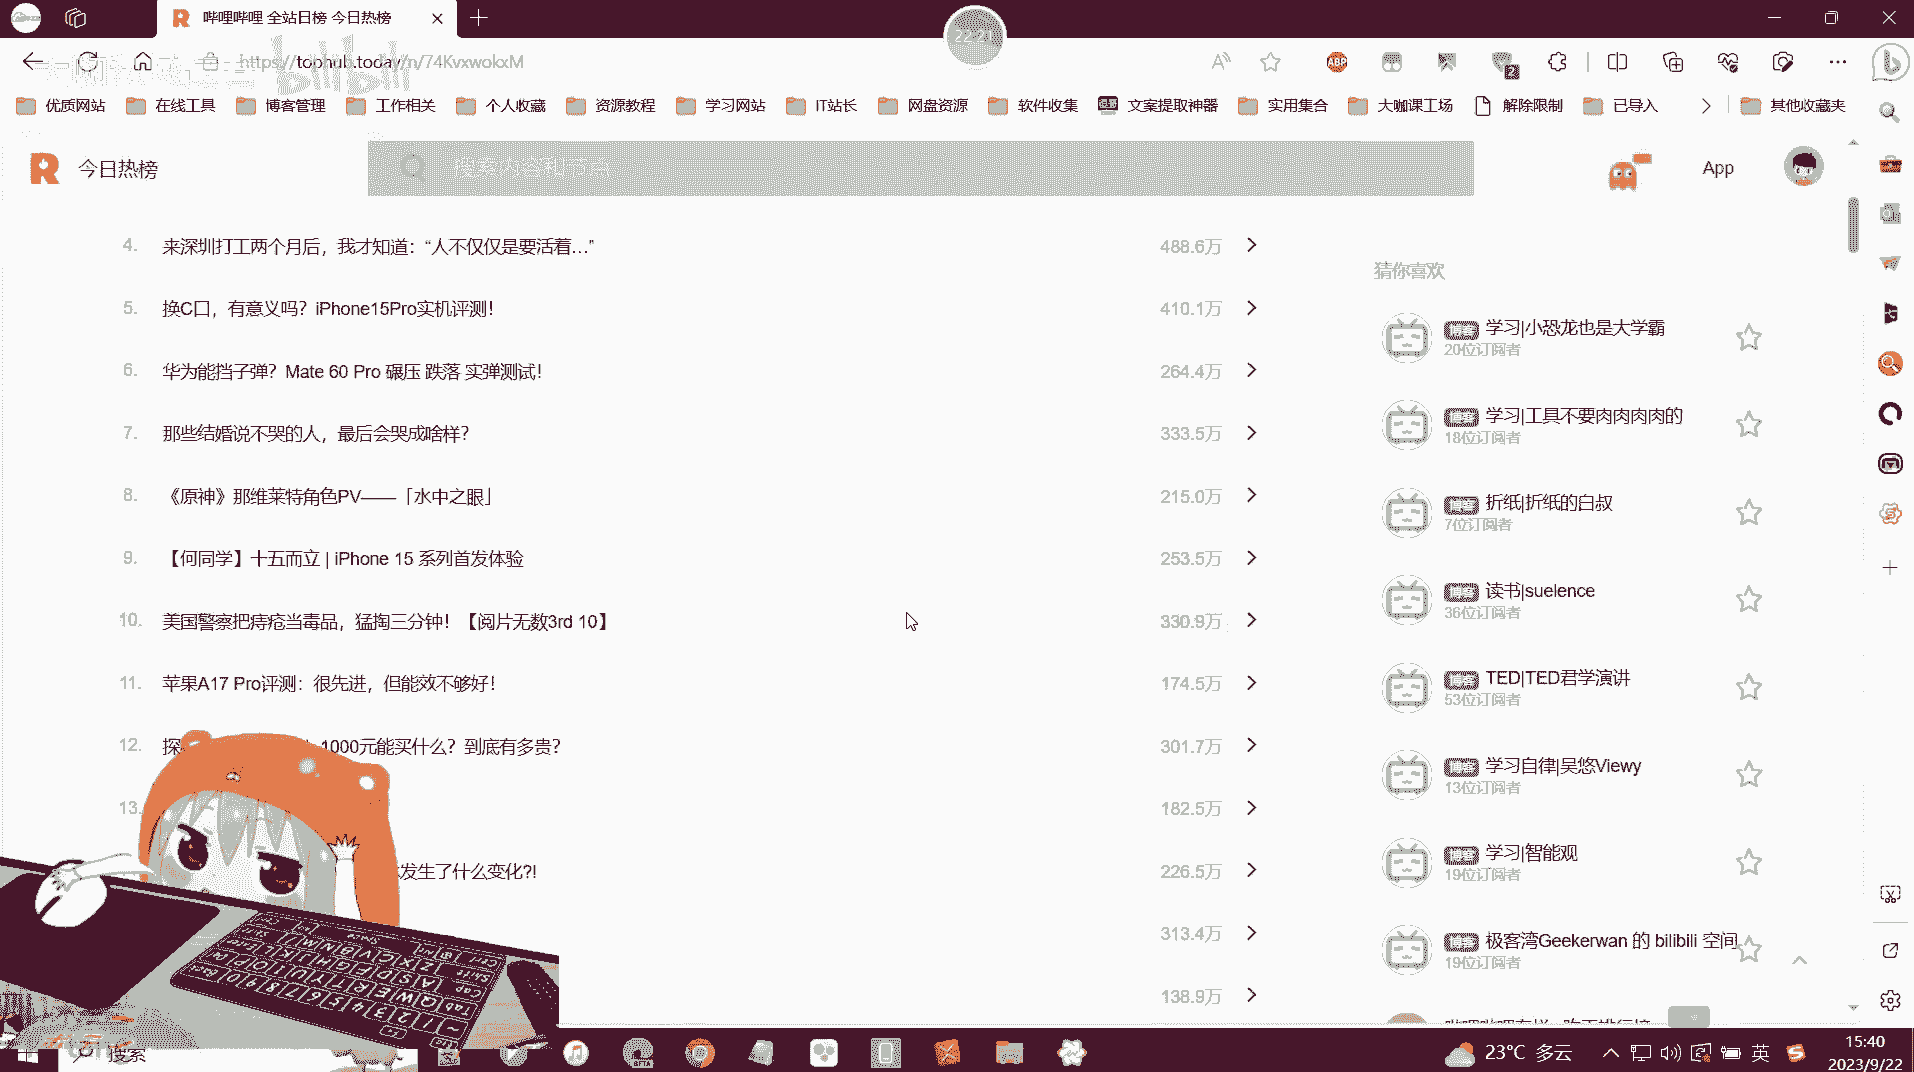 哔哩哔哩 全站日榜 今日热榜
22:21
https://tophub.today/n/74KvxwokxM
bilibili
ABP
2
优质网站 在线工具 博客管理 工作相关 个人收藏 资源教程 学习网站 IT站长 网盘资源 软件收集 文案提取神器 实用集合 大咖课工场 解除限制 已导入 其他收藏夹
今日热榜 搜索内容和节点 App
4. 来深圳打工两个月后，我才知道：“人不仅仅是要活着…” 488.6万
5. 换C口，有意义吗？iPhone15Pro实机评测！ 410.1万
6. 华为能挡子弹？Mate 60 Pro 碾压 跌落 实弹测试！ 264.4万
7. 那些结婚说不哭的人，最后会哭成啥样？ 333.5万
8. 《原神》那维莱特角色PV——「水中之眼」 215.0万
9. 【何同学】十五而立 | iPhone 15 系列首发体验 253.5万
10. 美国警察把痔疮当毒品，猛掏三分钟！【阅片无数3rd 10】 330.9万
11. 苹果A17 Pro评测：很先进，但能效不够好！ 174.5万
12. 探 1000元能买什么？到底有多贵？ 301.7万
13. 182.5万
发生了什么变化?! 226.5万
313.4万
138.9万
猜你喜欢
博客 学习|小恐龙也是大学霸
20位订阅者
博客 学习|工具不要肉肉肉肉的
18位订阅者
博客 折纸|折纸的白叔
7位订阅者
博客 读书|suelence
36位订阅者
博客 TED|TED君学演讲
53位订阅者
博客 学习自律|吴悠Viewy
13位订阅者
博客 学习|智能观
19位订阅者
博客 极客湾Geekerwan 的 bilibili 空间
19位订阅者
搜索
BETA
23°C 多云
英
15:40
2023/9/22